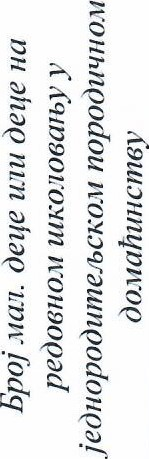 Број мал. деце или деце на
редовном школовању у
једнородитељском породичном
домаћинству